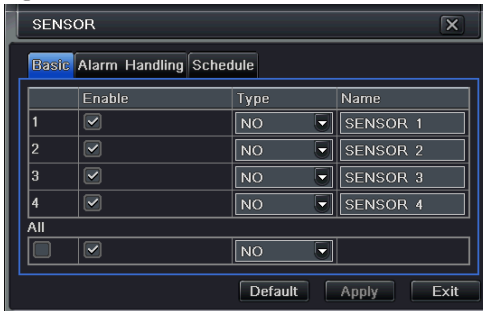 SENSOR
Basic Alarm Handling Schedule
Enable Type Name
1 NO SENSOR 1
2 NO SENSOR 2
3 NO SENSOR 3
4 NO SENSOR 4
All
NO
Default Apply Exit